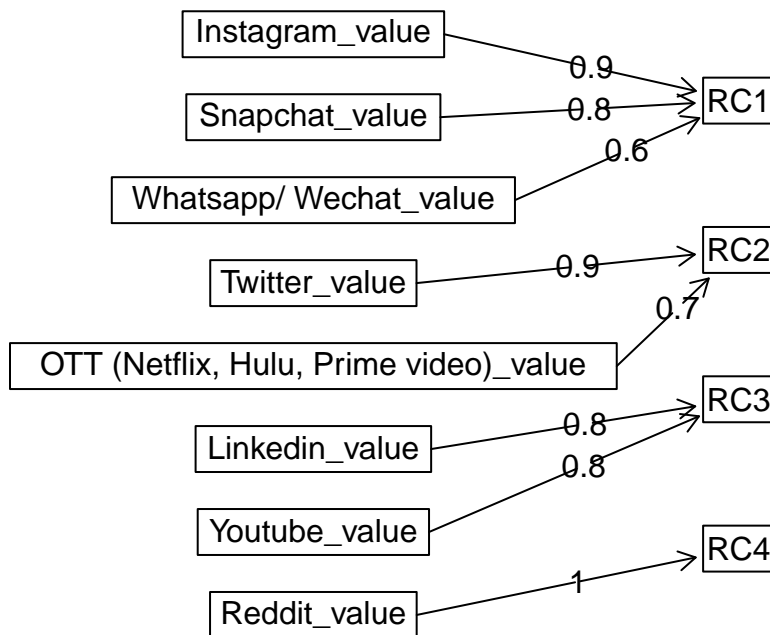 Instagram_value
0.9
RC1
Snapchat_value
0.8
Whatsapp/ Wechat_value
0.6
Twitter_value
0.9
RC2
OTT (Netflix, Hulu, Prime video)_value
0.7
Linkedin_value
0.8
RC3
Youtube_value
0.8
Reddit_value
1
RC4